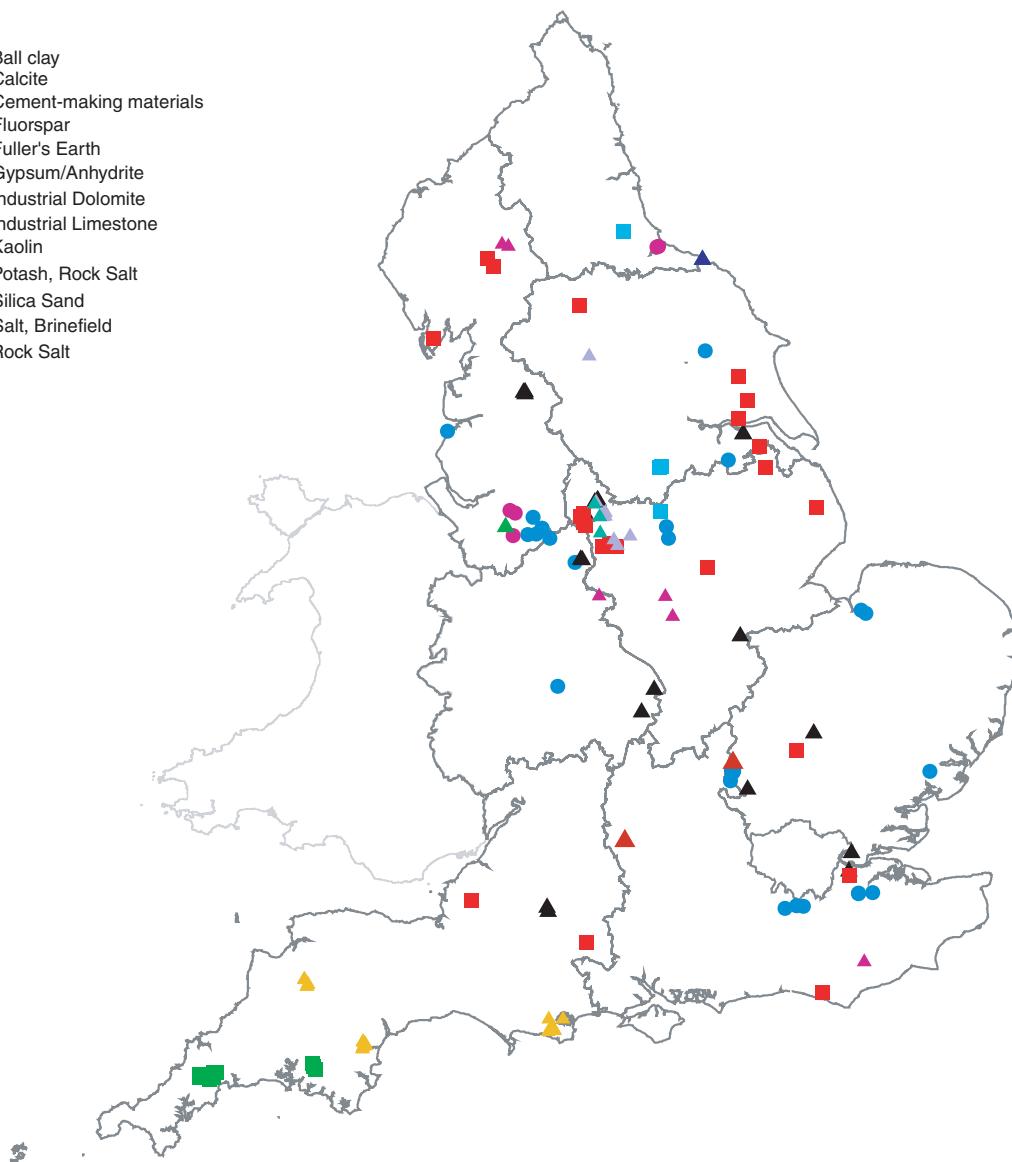 Ball clay
Calcite
Cement-making materials
Fluorspar
Fuller's Earth
Gypsum/Anhydrite
Industrial Dolomite
Industrial Limestone
Kaolin
Potash, Rock Salt
Silica Sand
Salt, Brinefield
Rock Salt